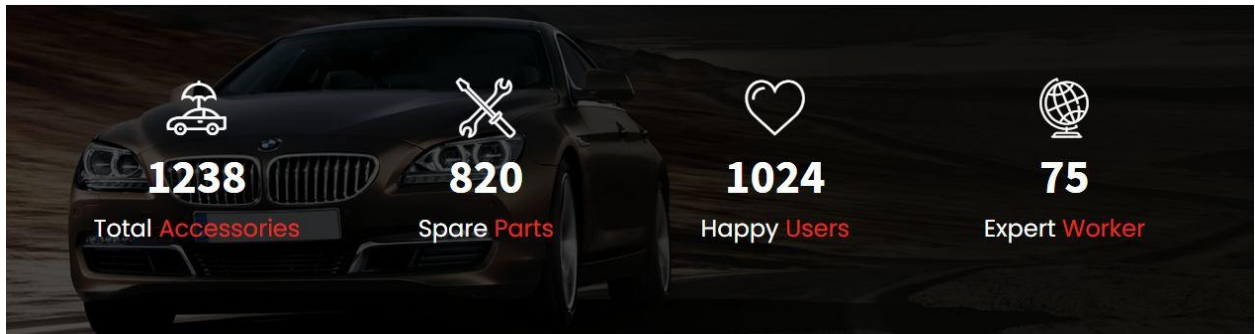 1238
Total Accessories
820
Spare Parts
1024
Happy Users
75
Expert Worker